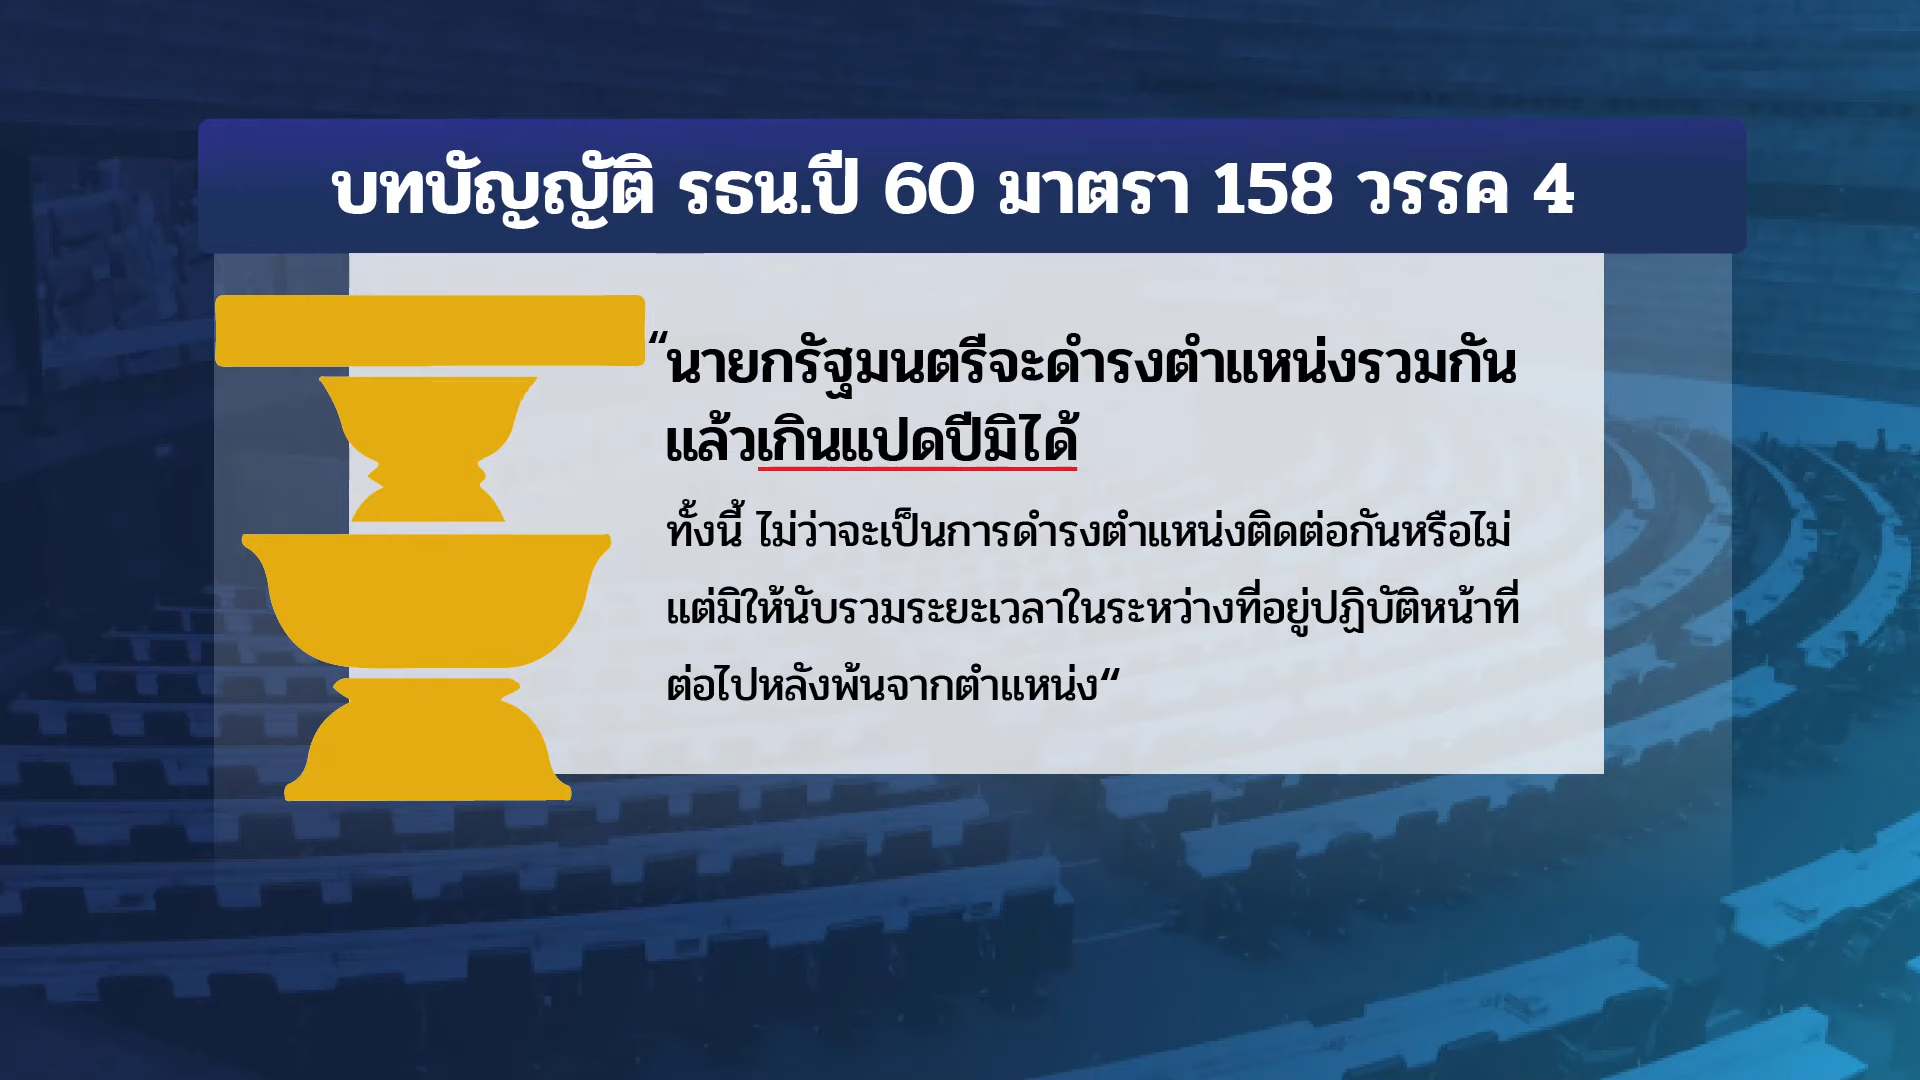 บทบัญญัติ รธน.ปี 60 มาตรา 158 วรรค 4
“นายกรัฐมนตรีจะดำรงตำแหน่งรวมกัน
แล้วเกินแปดปีมิได้
ทั้งนี้ ไม่ว่าจะเป็นการดำรงตำแหน่งติดต่อกันหรือไม่
แต่มิให้นับรวมระยะเวลาในระหว่างที่อยู่ปฏิบัติหน้าที่
ต่อไปหลังพ้นจากตำแหน่ง“